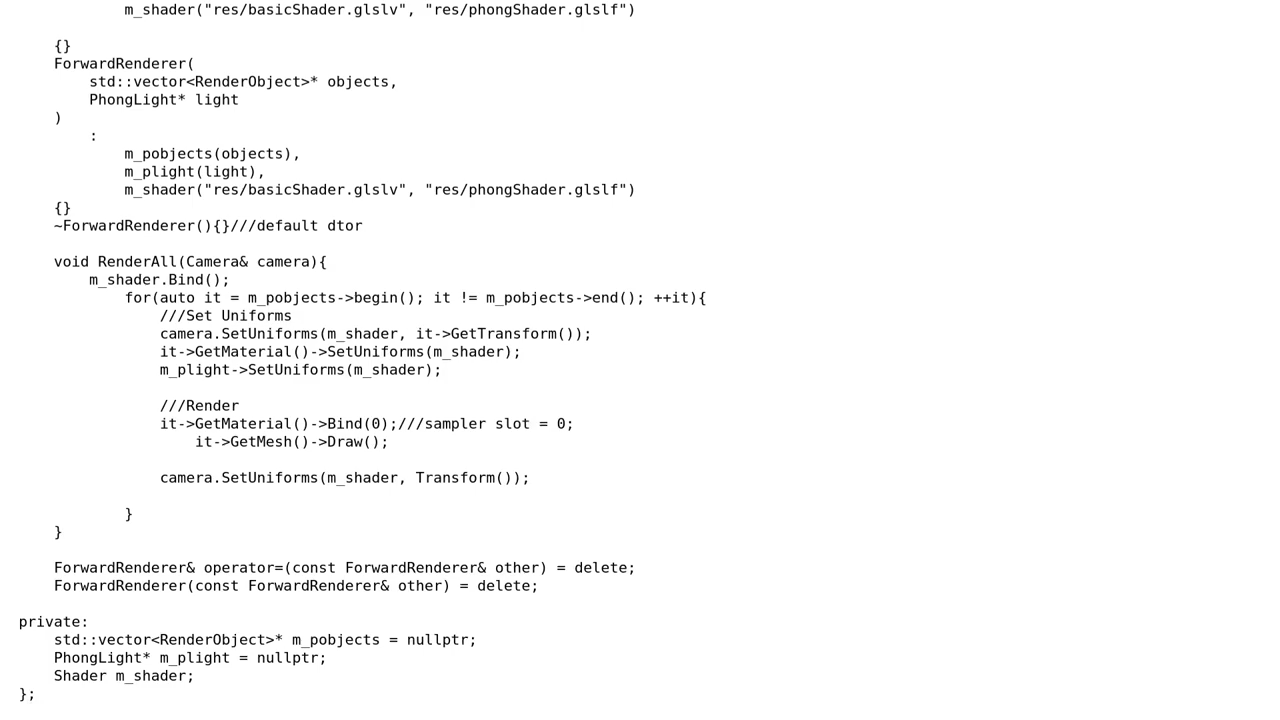 m_shader("res/basicShader.glslv", "res/phongShader.glslf")

    {}
    ForwardRenderer(
        std::vector<RenderObject>* objects,
        PhongLight* light
    )
        :
            m_pobjects(objects),
            m_plight(light),
            m_shader("res/basicShader.glslv", "res/phongShader.glslf")
    {}
    ~ForwardRenderer(){}///default dtor

    void RenderAll(Camera& camera){
        m_shader.Bind();
            for(auto it = m_pobjects->begin(); it != m_pobjects->end(); ++it){
                ///Set Uniforms
                camera.SetUniforms(m_shader, it->GetTransform());
                it->GetMaterial()->SetUniforms(m_shader);
                m_plight->SetUniforms(m_shader);

                ///Render
                it->GetMaterial()->Bind(0);///sampler slot = 0;
                    it->GetMesh()->Draw();

                camera.SetUniforms(m_shader, Transform());

            }
    }

    ForwardRenderer& operator=(const ForwardRenderer& other) = delete;
    ForwardRenderer(const ForwardRenderer& other) = delete;

private:
    std::vector<RenderObject>* m_pobjects = nullptr;
    PhongLight* m_plight = nullptr;
    Shader m_shader;
};